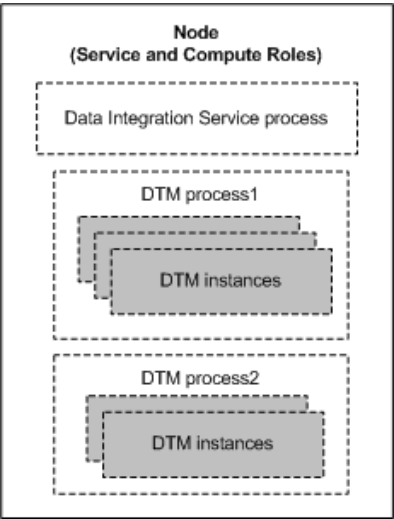 Node
(Service and Compute Roles)
Data Integration Service process
DTM process1
DTM instances
DTM process2
DTM instances